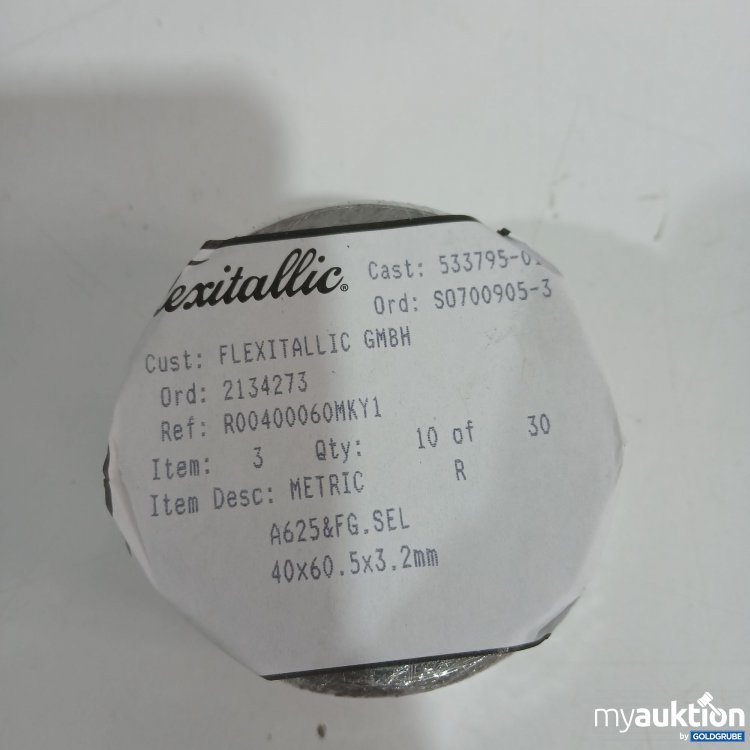 exitallic®
Cast: 533795-0
Ord: S0700905-3
Cust: FLEXITALLIC GMBH
Ord: 2134273
Ref: R00400060MKY1
Item: 3 Qty: 10 of 30
Item Desc: METRIC R
A625&FG.SEL
40x60.5x3.2mm
myauktion
by GOLDGRUBE